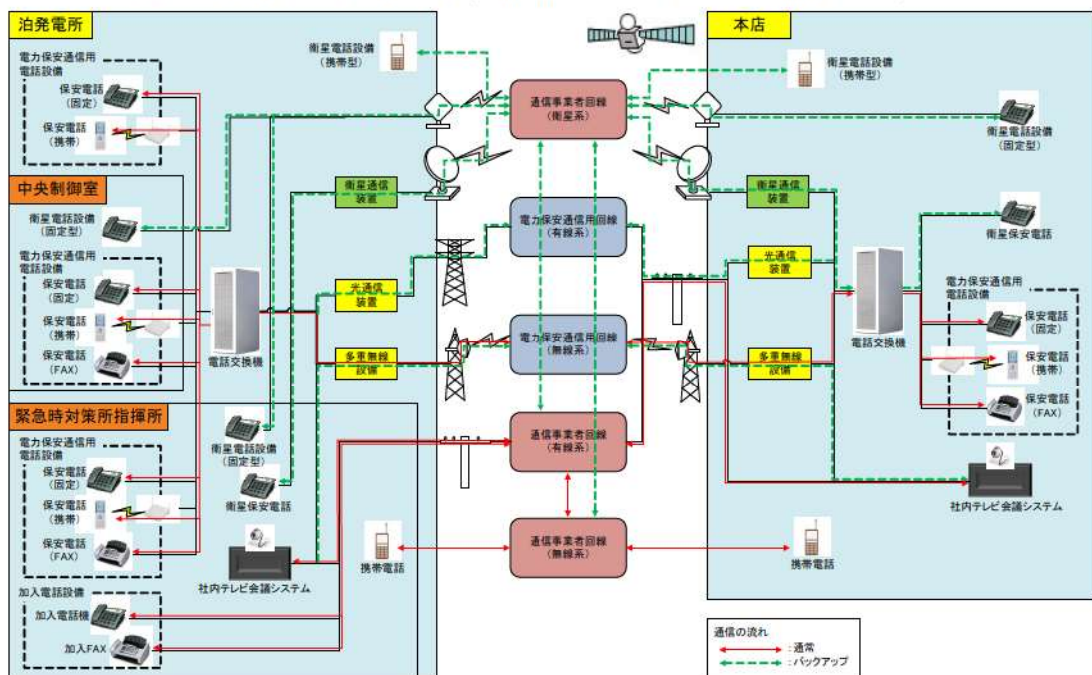 泊発電所
電力保安通信用
電話設備
保安電話
(固定)
保安電話
(携帯)
中央制御室
衛星電話設備
(固定型)
電力保安通信用
電話設備
保安電話
(固定)
保安電話
(携帯)
保安電話
(FAX)
電話交換機
緊急時対策所指揮所
電力保安通信用
電話設備
保安電話
(固定)
保安電話
(携帯)
保安電話
(FAX)
衛星電話設備
(固定型)
衛星保安電話
社内テレビ会議システム
加入電話設備
加入電話機
加入FAX
携帯電話
衛星電話設備
(携帯型)
衛星通信
装置
光通信
装置
多重無線
設備
通信事業者回線
(衛星系)
電力保安通信用回線
(有線系)
電力保安通信用回線
(無線系)
通信事業者回線
(有線系)
通信事業者回線
(無線系)
本店
衛星電話設備
(携帯型)
衛星電話設備
(固定型)
衛星通信
装置
衛星保安電話
光通信
装置
電話交換機
多重無線
設備
電力保安通信用
電話設備
保安電話
(固定)
保安電話
(携帯)
保安電話
(FAX)
社内テレビ会議システム
携帯電話
通信の流れ
:通常
:バックアップ